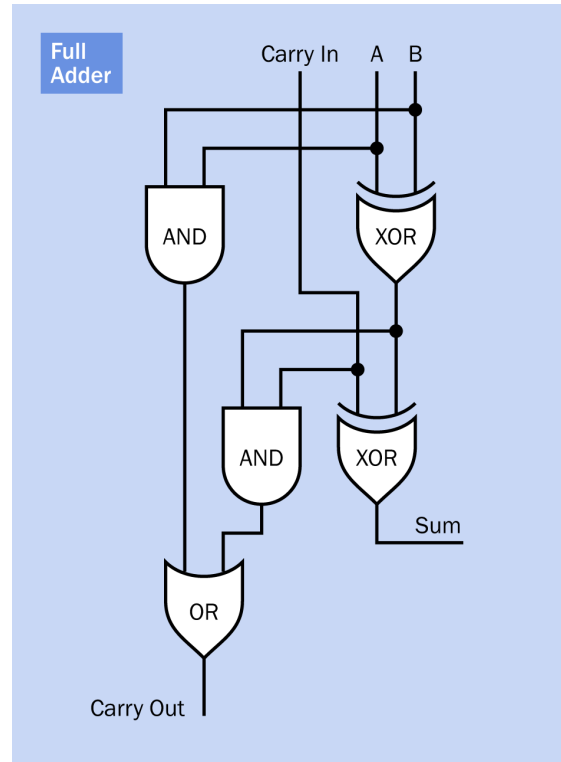 Full
Adder
Carry In A B
AND
XOR
AND
XOR
Sum
OR
Carry Out